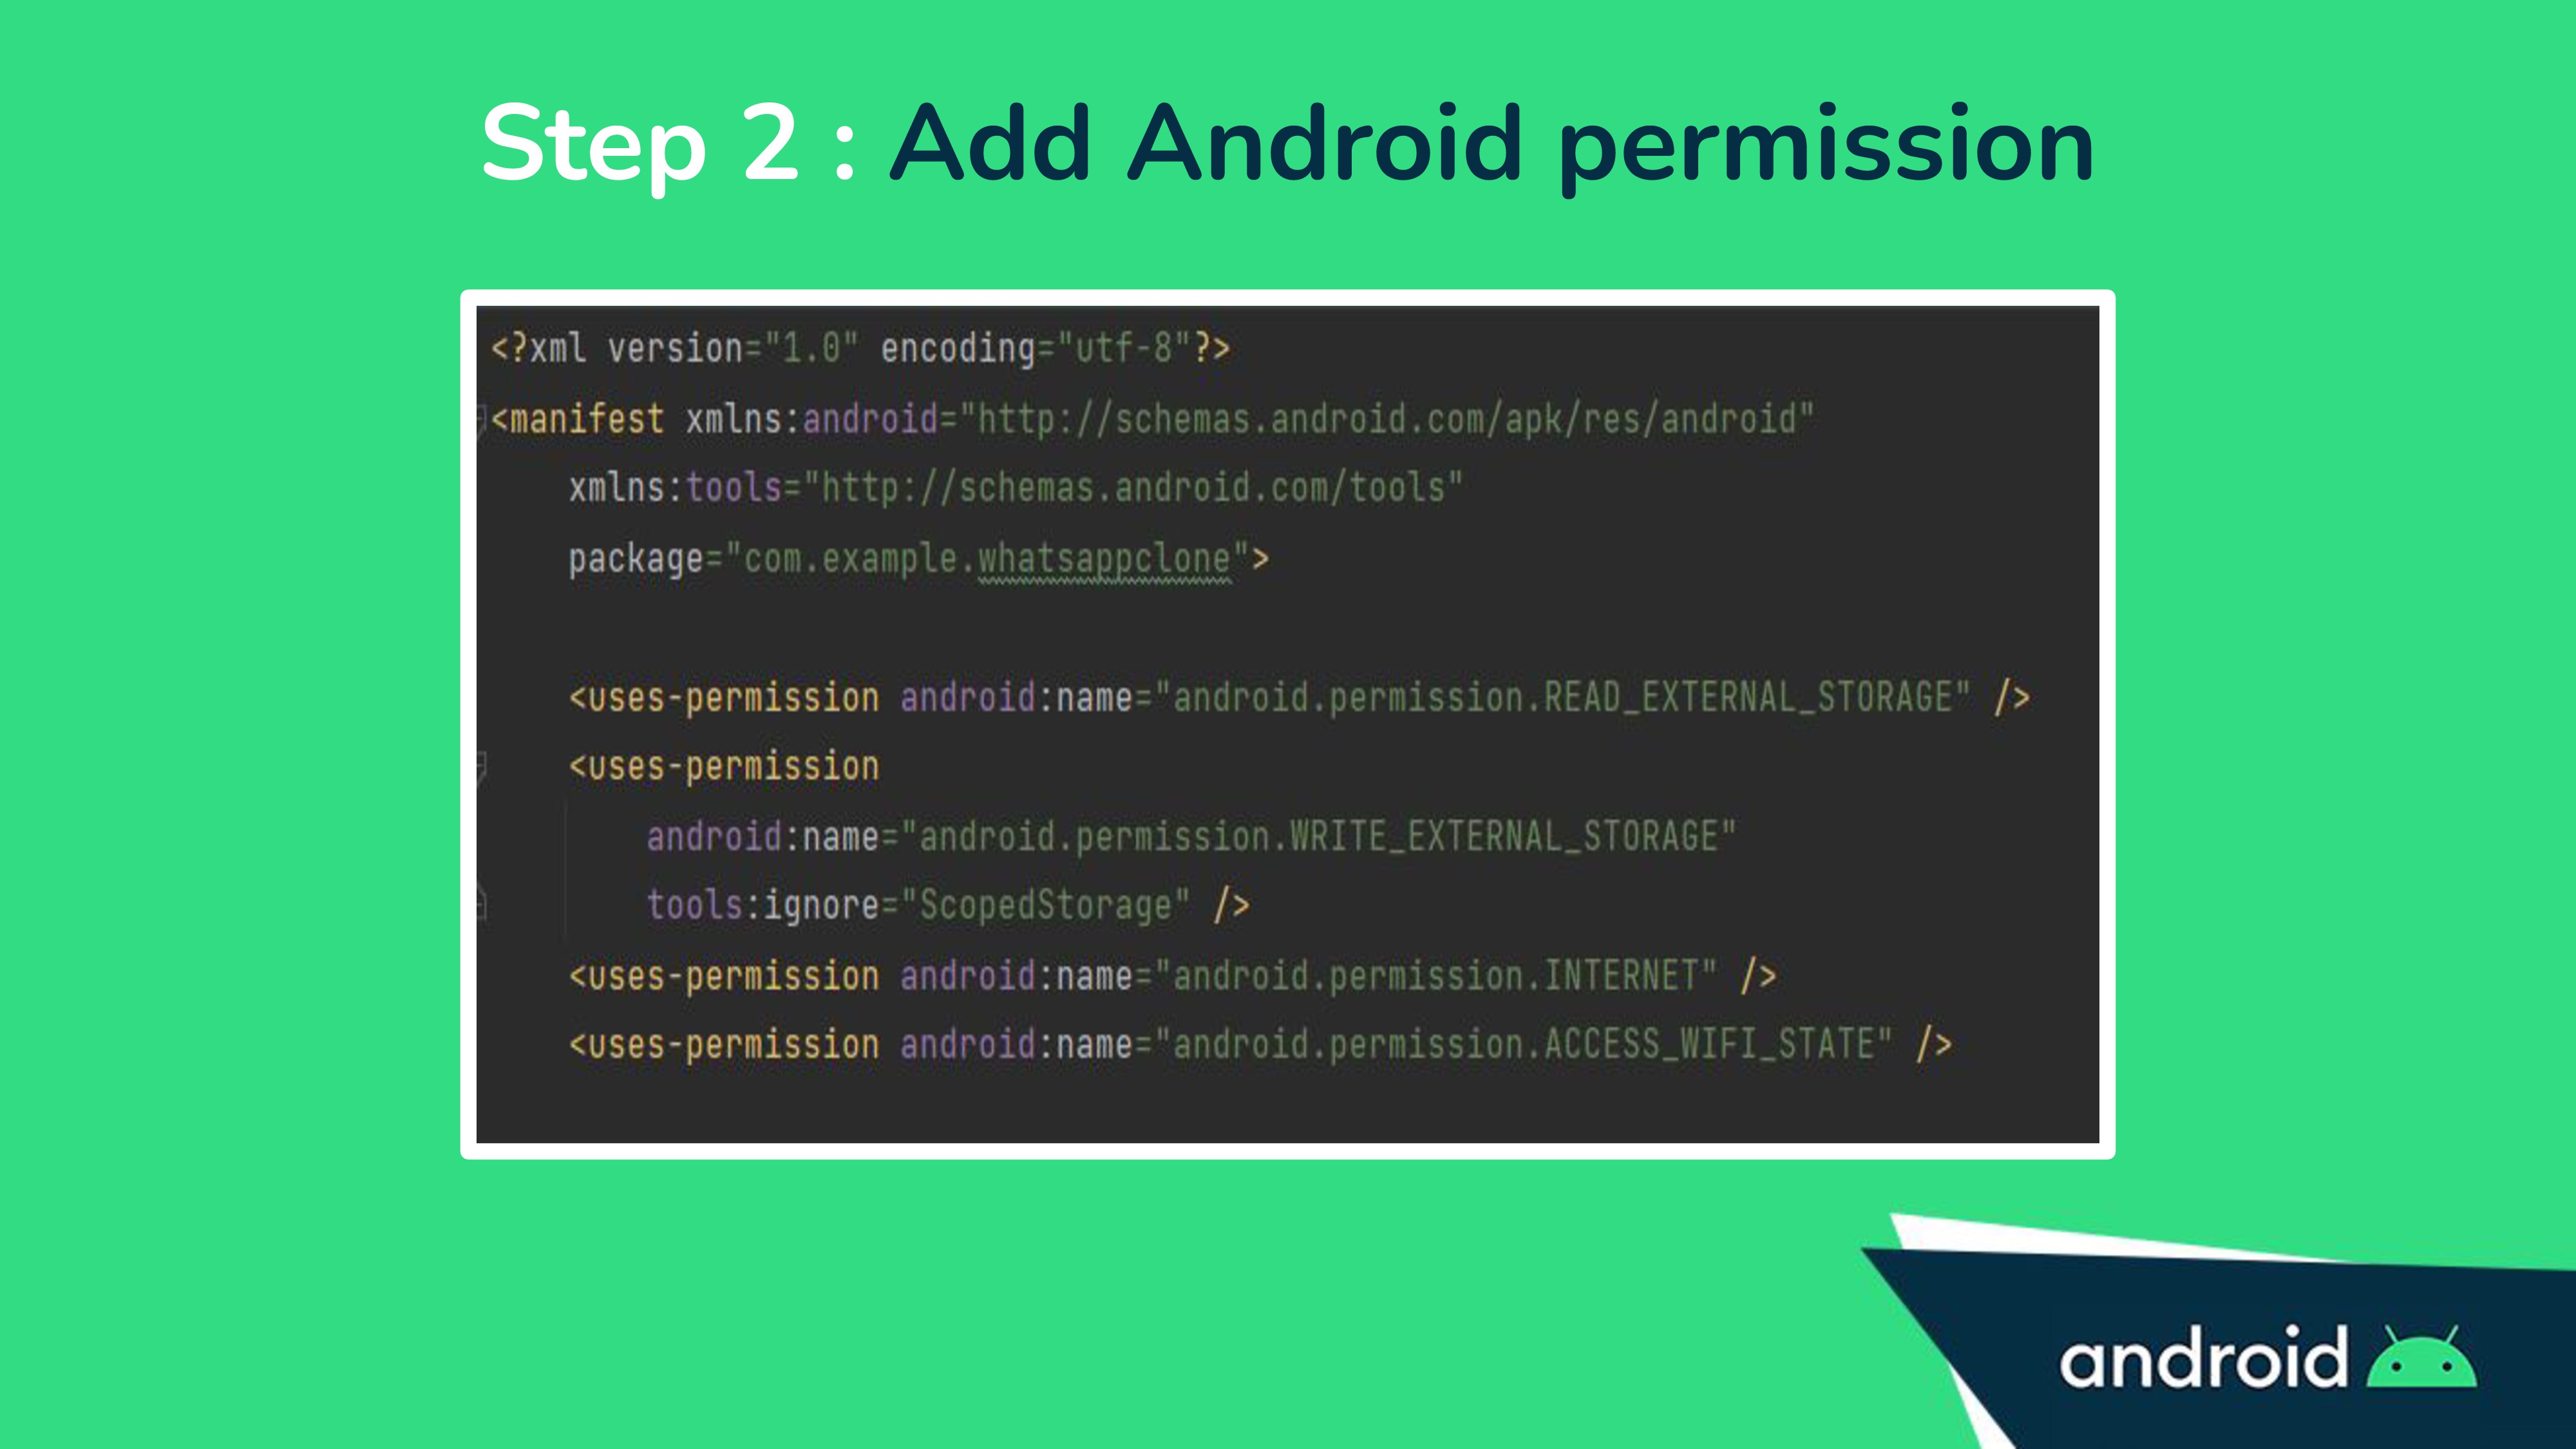 Step 2 : Add Android permission
<?xml version="1.0" encoding="utf-8"?>
<manifest xmlns:android="http://schemas.android.com/apk/res/android"
    xmlns:tools="http://schemas.android.com/tools"
    package="com.example.whatsappclone">
    <uses-permission android:name="android.permission.READ_EXTERNAL_STORAGE" />
    <uses-permission
        android:name="android.permission.WRITE_EXTERNAL_STORAGE"
        tools:ignore="ScopedStorage" />
    <uses-permission android:name="android.permission.INTERNET" />
    <uses-permission android:name="android.permission.ACCESS_WIFI_STATE" />
android